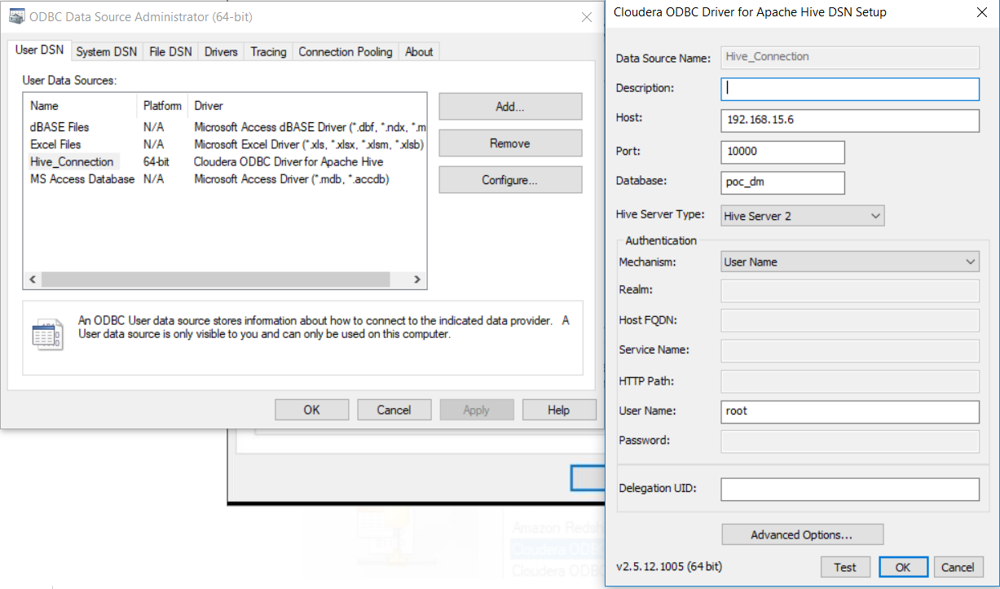 ODBC Data Source Administrator (64-bit)
User DSN System DSN File DSN Drivers Tracing Connection Pooling About
User Data Sources:
Name Platform Driver
dBASE Files N/A Microsoft Access dBASE Driver (*.dbf, *.ndx, *.m
Excel Files N/A Microsoft Excel Driver (*.xls, *.xlsx, *.xlsm, *.xlsb)
Hive_Connection 64-bit Cloudera ODBC Driver for Apache Hive
MS Access Database N/A Microsoft Access Driver (*.mdb, *.accdb)
Add...
Remove
Configure...
An ODBC User data source stores information about how to connect to the indicated data provider. A
User data source is only visible to you and can only be used on this computer.
OK Cancel Apply Help
Amazon Redsh
Cloudera ODBC
Cloudera ODBC
Cloudera ODBC Driver for Apache Hive DSN Setup
Data Source Name: Hive_Connection
Description:
Host: 192.168.15.6
Port: 10000
Database: poc_dm
Hive Server Type: Hive Server 2
Authentication
Mechanism: User Name
Realm:
Host FQDN:
Service Name:
HTTP Path:
User Name: root
Password:
Delegation UID:
Advanced Options...
v2.5.12.1005 (64 bit) Test OK Cancel